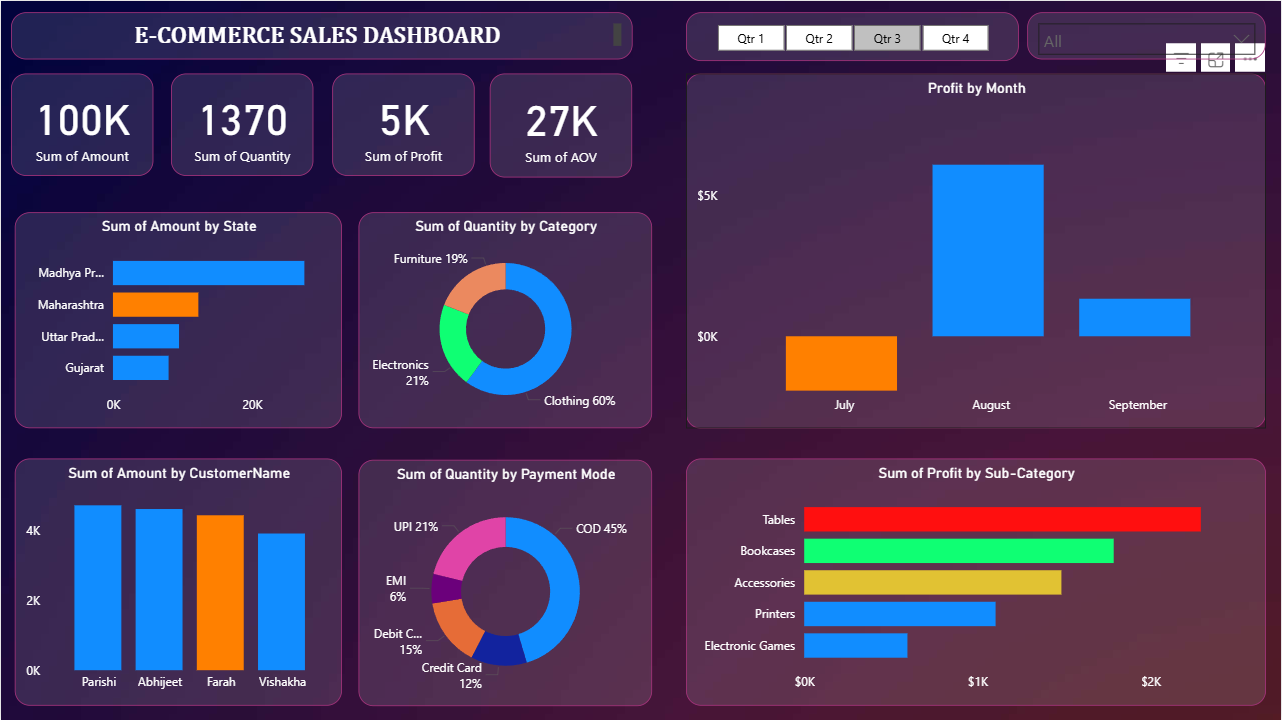 E-COMMERCE SALES DASHBOARD
Qtr 1
Qtr 2
Qtr 3
Qtr 4
All
100K
Sum of Amount
1370
Sum of Quantity
5K
Sum of Profit
27K
Sum of AOV
Profit by Month
$5K
$0K
July
August
September
Sum of Amount by State
Madhya Pr...
Maharashtra
Uttar Prad...
Gujarat
0K
20K
Sum of Quantity by Category
Furniture 19%
Electronics
21%
Clothing 60%
Sum of Amount by CustomerName
4K
2K
0K
Parishi
Abhijeet
Farah
Vishakha
Sum of Quantity by Payment Mode
UPI 21%
COD 45%
EMI
6%
Debit C...
15%
Credit Card
12%
Sum of Profit by Sub-Category
Tables
Bookcases
Accessories
Printers
Electronic Games
$0K
$1K
$2K